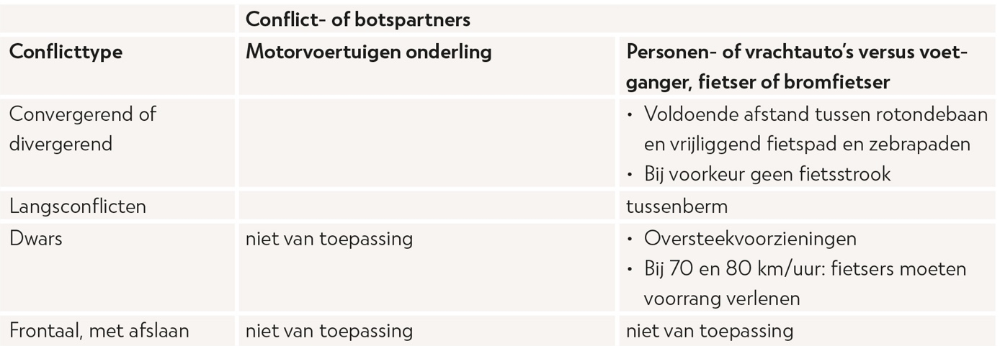 Conflict- of botspartners
Conflicttype
Motorvoertuigen onderling
Personen- of vrachtauto’s versus voet-
ganger, fietser of bromfietser
Convergerend of
divergerend
• Voldoende afstand tussen rotondebaan
en vrijliggend fietspad en zebrapaden
• Bij voorkeur geen fietsstrook
Langsconflicten
tussenberm
Dwars
niet van toepassing
• Oversteekvoorzieningen
• Bij 70 en 80 km/uur: fietsers moeten
voorrang verlenen
Frontaal, met afslaan
niet van toepassing
niet van toepassing